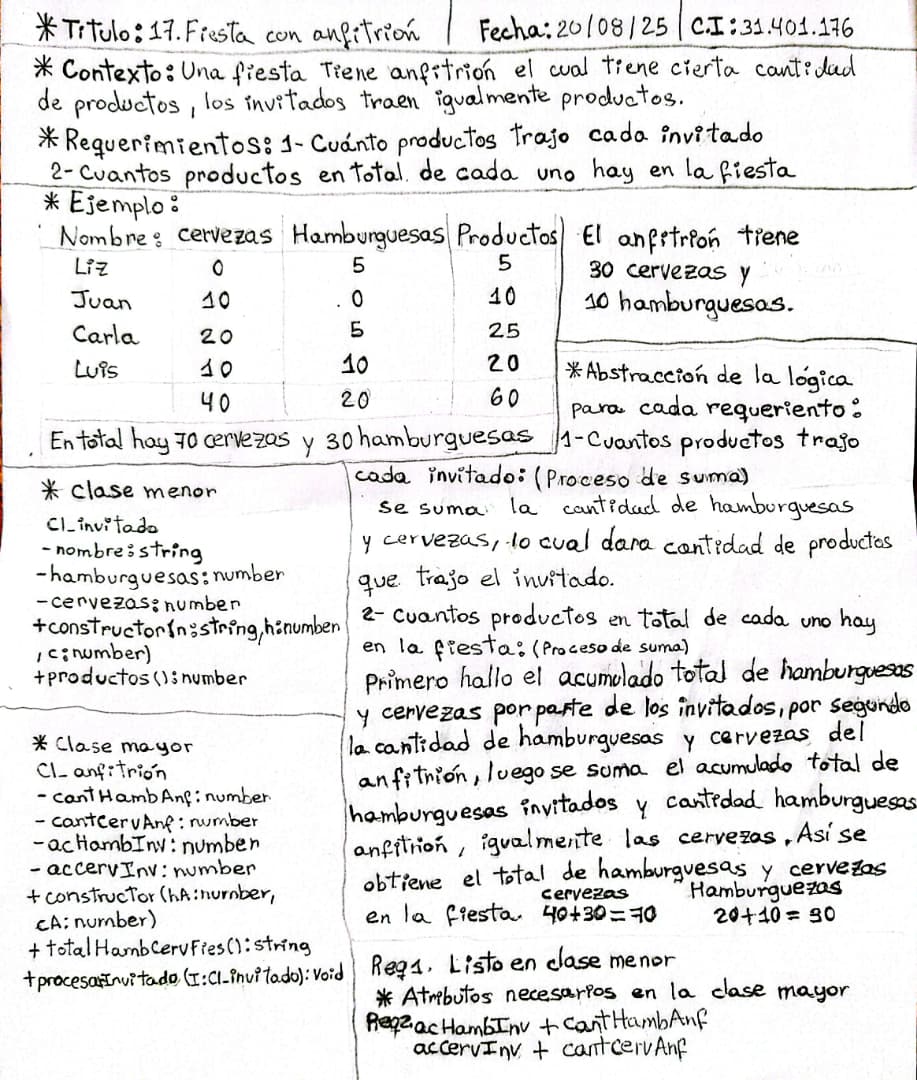 * Titulo: 17. Fiesta con anfitrión | Fecha: 20/08/25 | C.I: 31.401.176
* Contexto: Una fiesta Tiene anfitrión el cual tiene cierta cantidad
de productos, los invitados traen igualmente productos.
* Requerimientos: 1- Cuánto productos trajo cada invitado
2- Cuantos productos en total de cada uno hay en la fiesta
* Ejemplo:
Nombre: cervezas Hamburguesas Productos
Liz 0 5 5
Juan 10 0 10
Carla 20 5 25
Luis 10 10 20
40 20 60
En total hay 70 cervezas y 30 hamburguesas
El anfitrión tiene
30 cervezas y
10 hamburguesas.
* Abstracción de la lógica
para cada requeriento:
1-Cuantos productos trajo
cada invitado: (Proceso de suma)
se suma la cantidad de hamburguesas
y cervezas, lo cual dara cantidad de productos
que trajo el invitado.
2- Cuantos productos en total de cada uno hay
en la fiesta: (Proceso de suma)
Primero hallo el acumulado total de hamburguesas
y cervezas por parte de los invitados, por segundo
la cantidad de hamburguesas y cervezas del
anfitrión, luego se suma el acumulado total de
hamburguesas invitados y cantidad hamburguesas
anfitrión, igualmente las cervezas. Así se
obtiene el total de hamburguesas y cervezas
en la fiesta.
cervezas Hamburguezas
40+30=70 20+10=30
Req1. Listo en clase menor
* Atributos necesarios en la clase mayor
Req2. acHambInv + cantHambAnf
accervInv + cantcervAnf
* Clase menor
Cl_invitado
- nombre: string
- hamburguesas: number
- cervezas: number
+constructor(n:string,h:number
,c:number)
+productos():number
* Clase mayor
Cl_anfitrión
- cantHambAnf: number
- cantCervAnf: number
- acHambInv: number
- accervInv: number
+ constructor (hA:number,
cA: number)
+ totalHambCervFies(): string
+procesarInvitado (I:Cl_invitado): Void